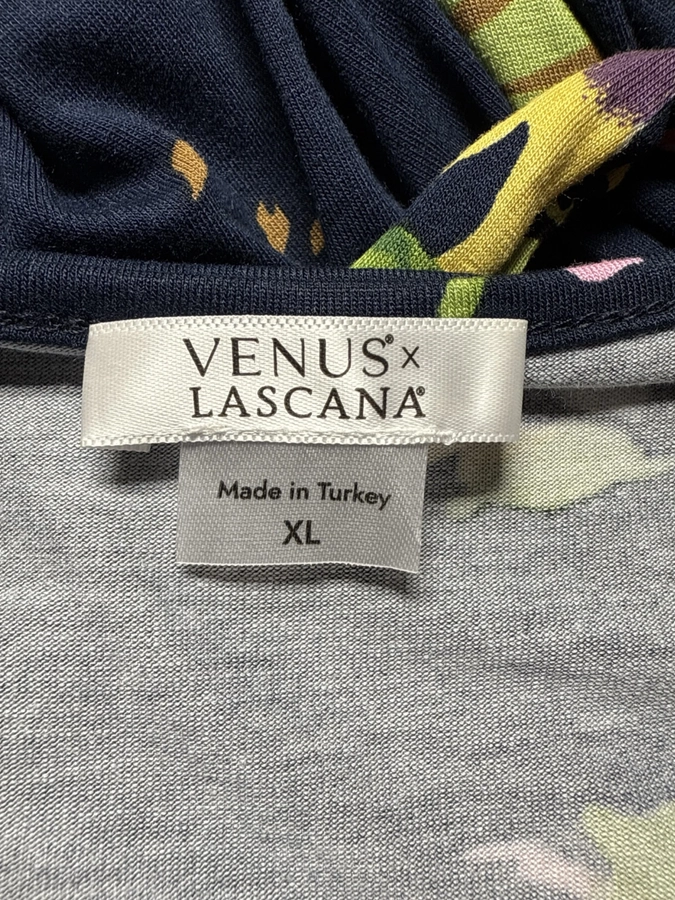 VENUS® x
LASCANA®
Made in Turkey
XL